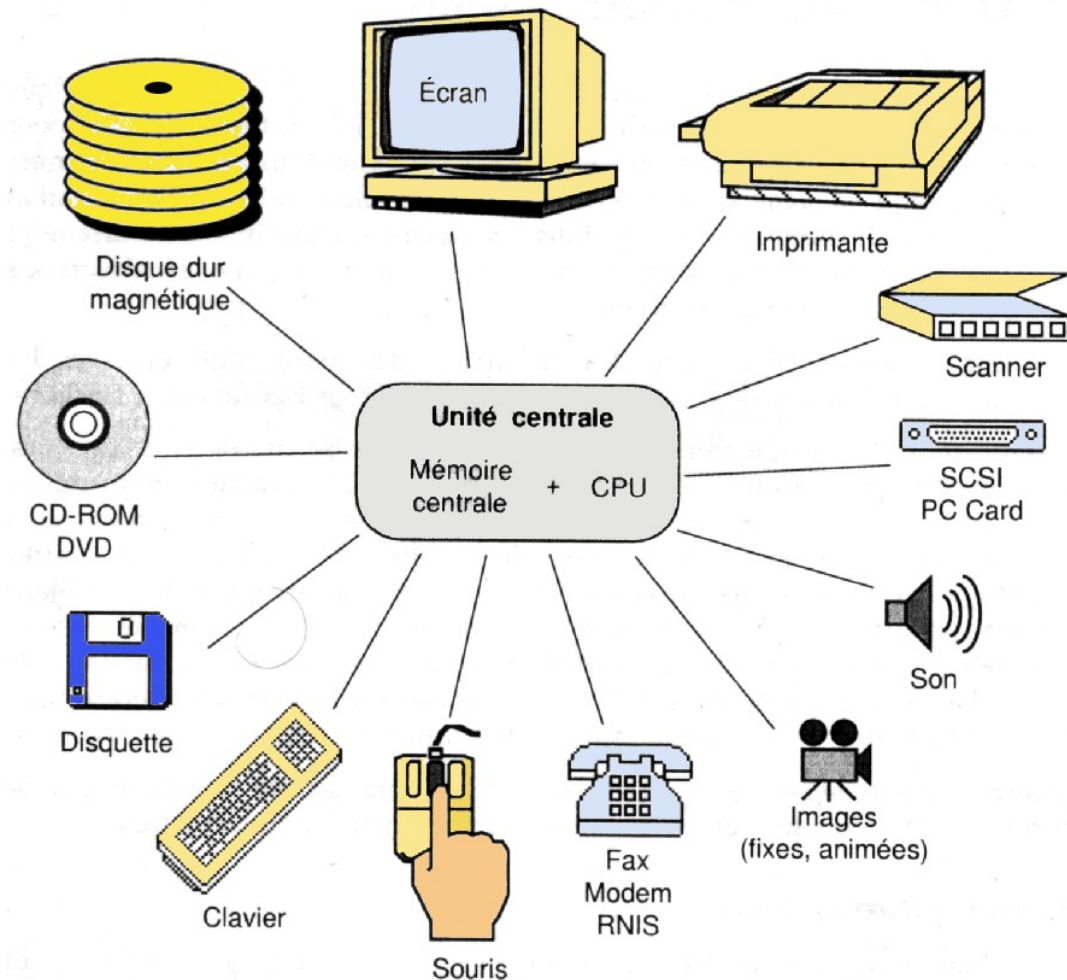 Écran
Imprimante
Disque dur
magnétique
Scanner
Unité centrale
Mémoire
centrale + CPU
SCSI
PC Card
CD-ROM
DVD
Son
Disquette
Images
(fixes, animées)
Fax
Modem
RNIS
Clavier
Souris